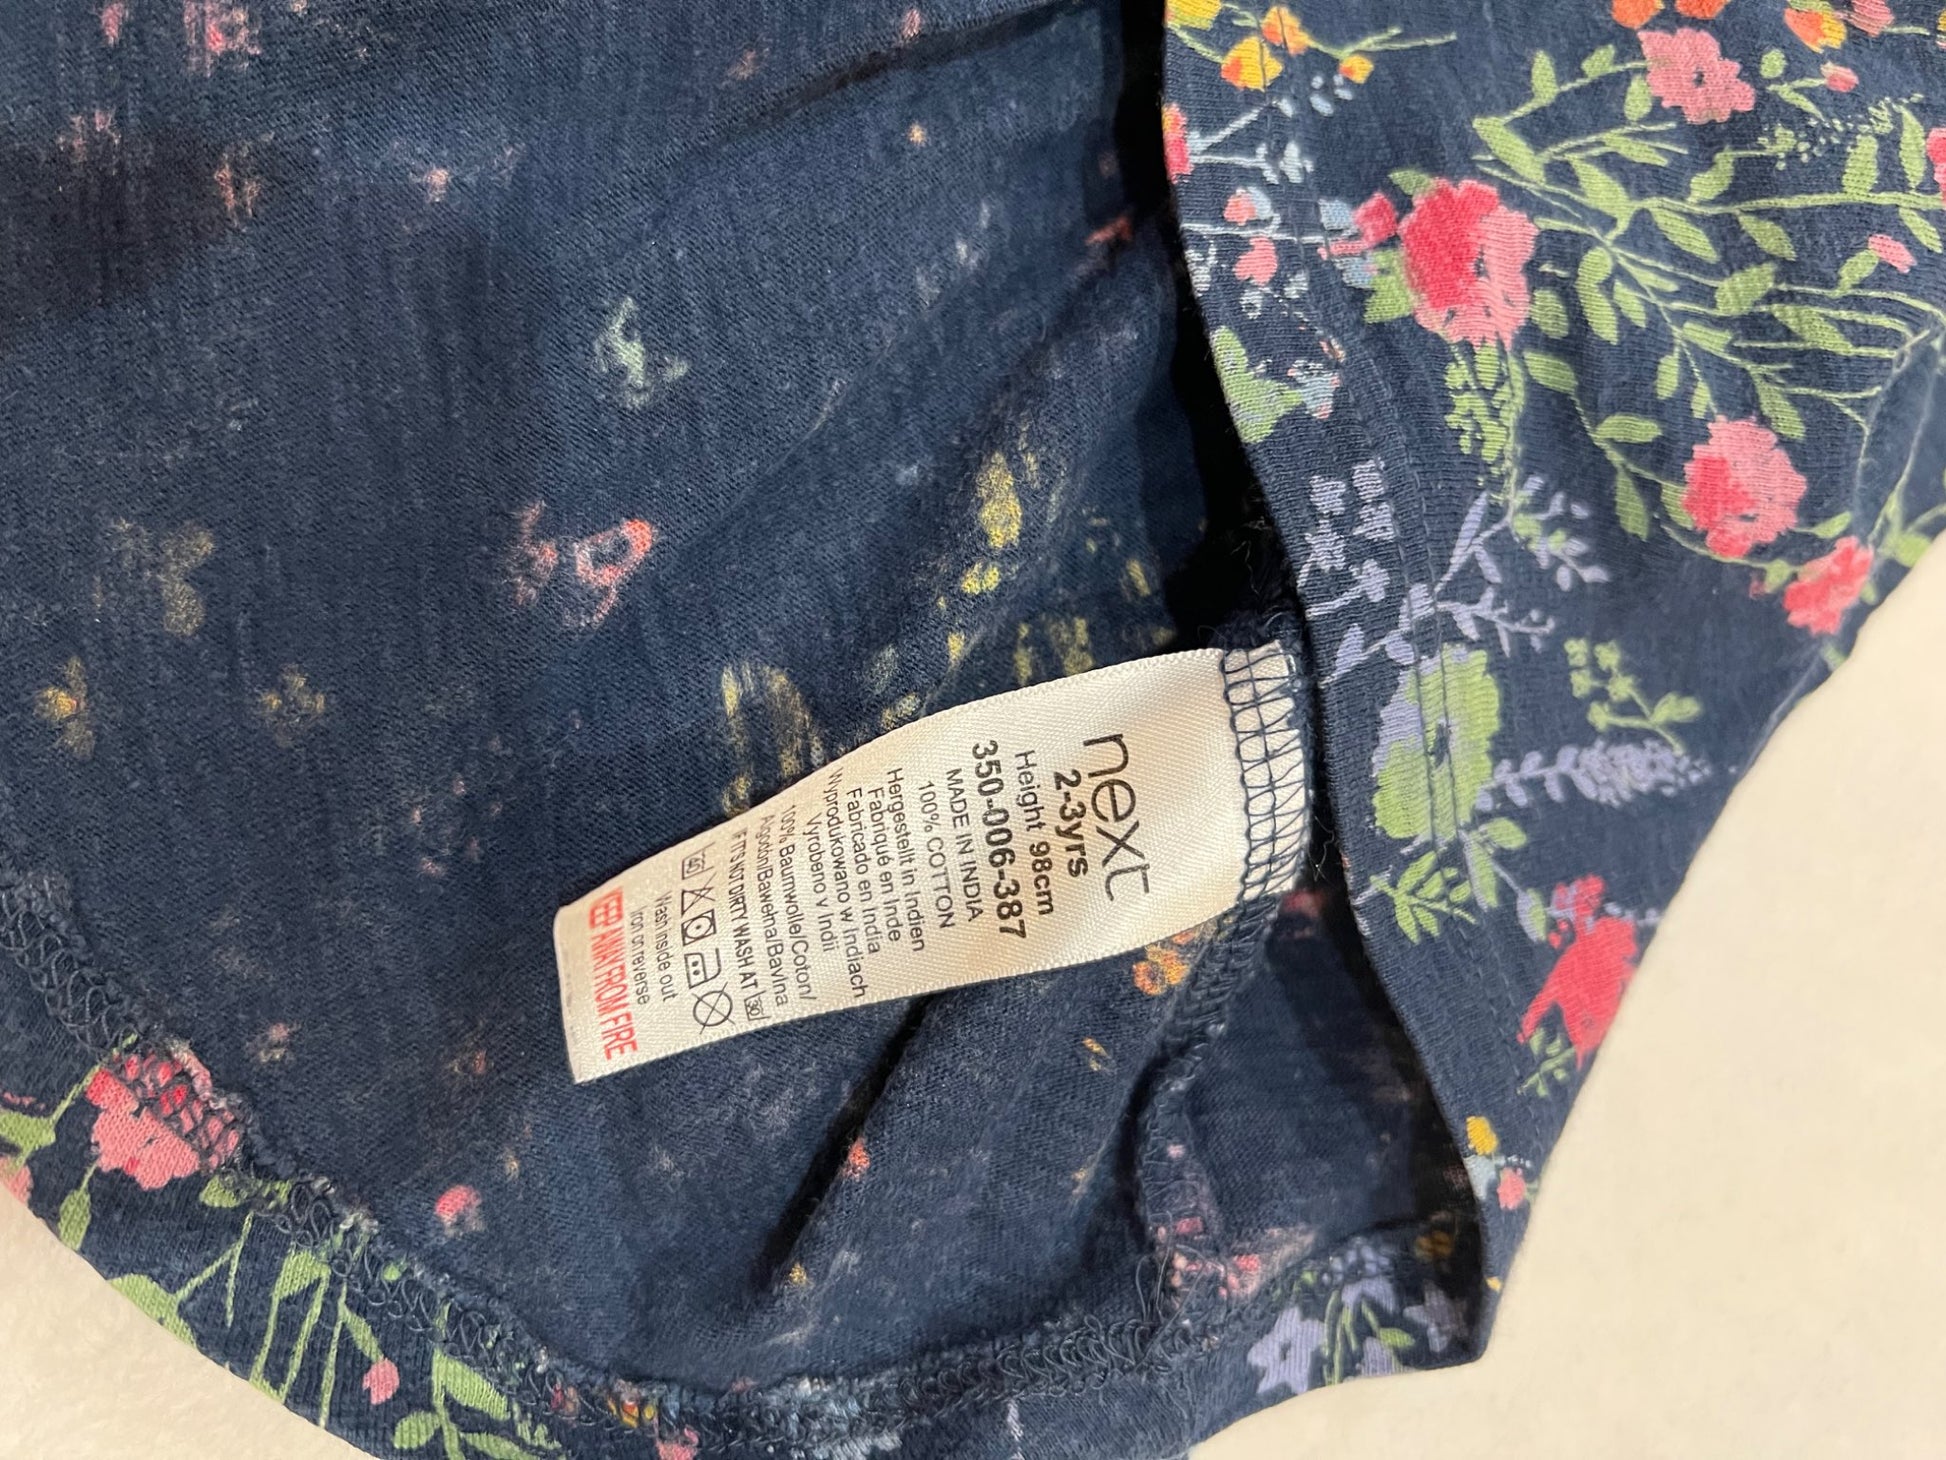 next
2-3yrs
Height 98cm
350-006-387
MADE IN INDIA
100% COTTON
Hergestellt in Indien
Fabriqué en Inde
Fabricado en India
Wyprodukowano w Indiach
Vyrobeno v Indii
100% Baumwolle/Coton/
Algodón/Bawełna/Bavlna
IF IT'S NOT DIRTY WASH AT 30/
40
Wash inside out
Iron on reverse
KEEP AWAY FROM FIRE